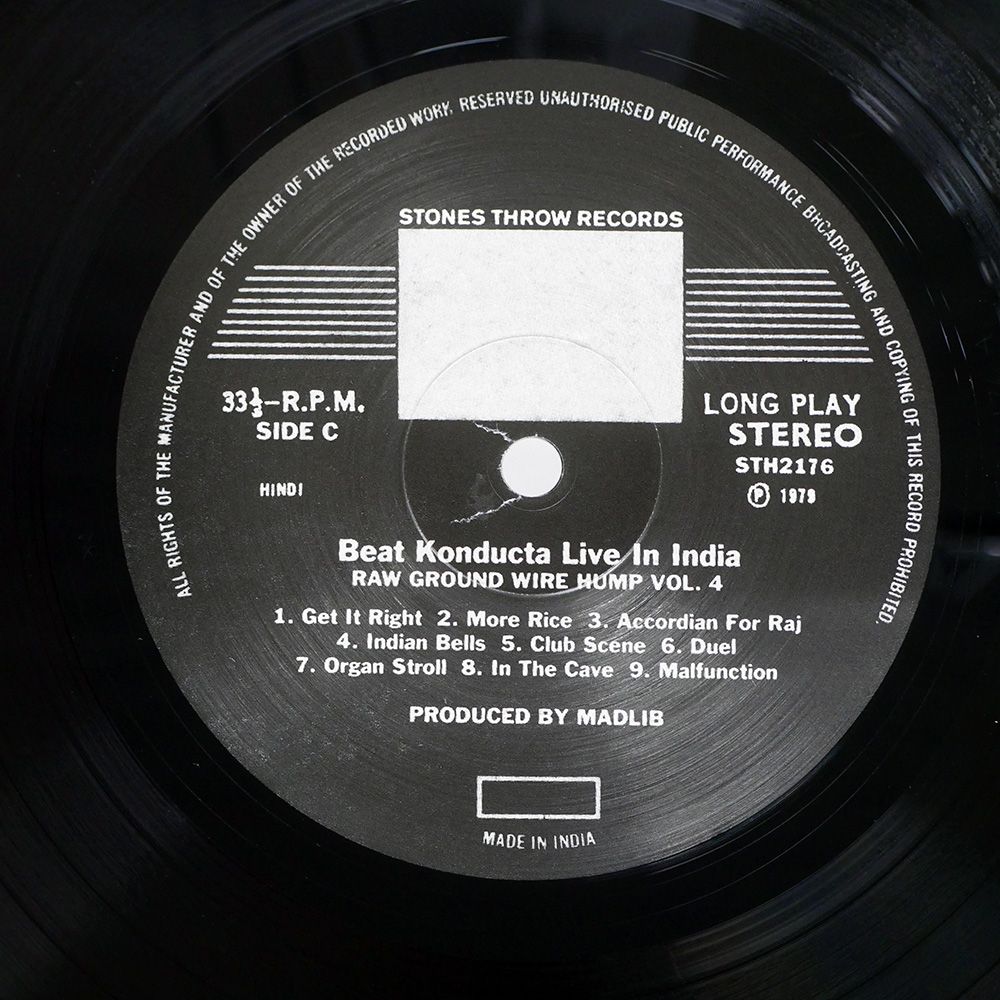 ALL RIGHTS OF THE MANUFACTURER AND OF THE OWNER OF THE RECORDED WORK, RESERVED UNAUTHORISED PUBLIC PERFORMANCE BROADCASTING AND COPYING OF THIS RECORD PROHIBITED.
STONES THROW RECORDS
33⅓-R.P.M.
SIDE C
HINDI
LONG PLAY
STEREO
STH2176
℗ 1979
Beat Konducta Live In India
RAW GROUND WIRE HUMP VOL. 4
1. Get It Right 2. More Rice 3. Accordian For Raj
4. Indian Bells 5. Club Scene 6. Duel
7. Organ Stroll 8. In The Cave 9. Malfunction
PRODUCED BY MADLIB
MADE IN INDIA